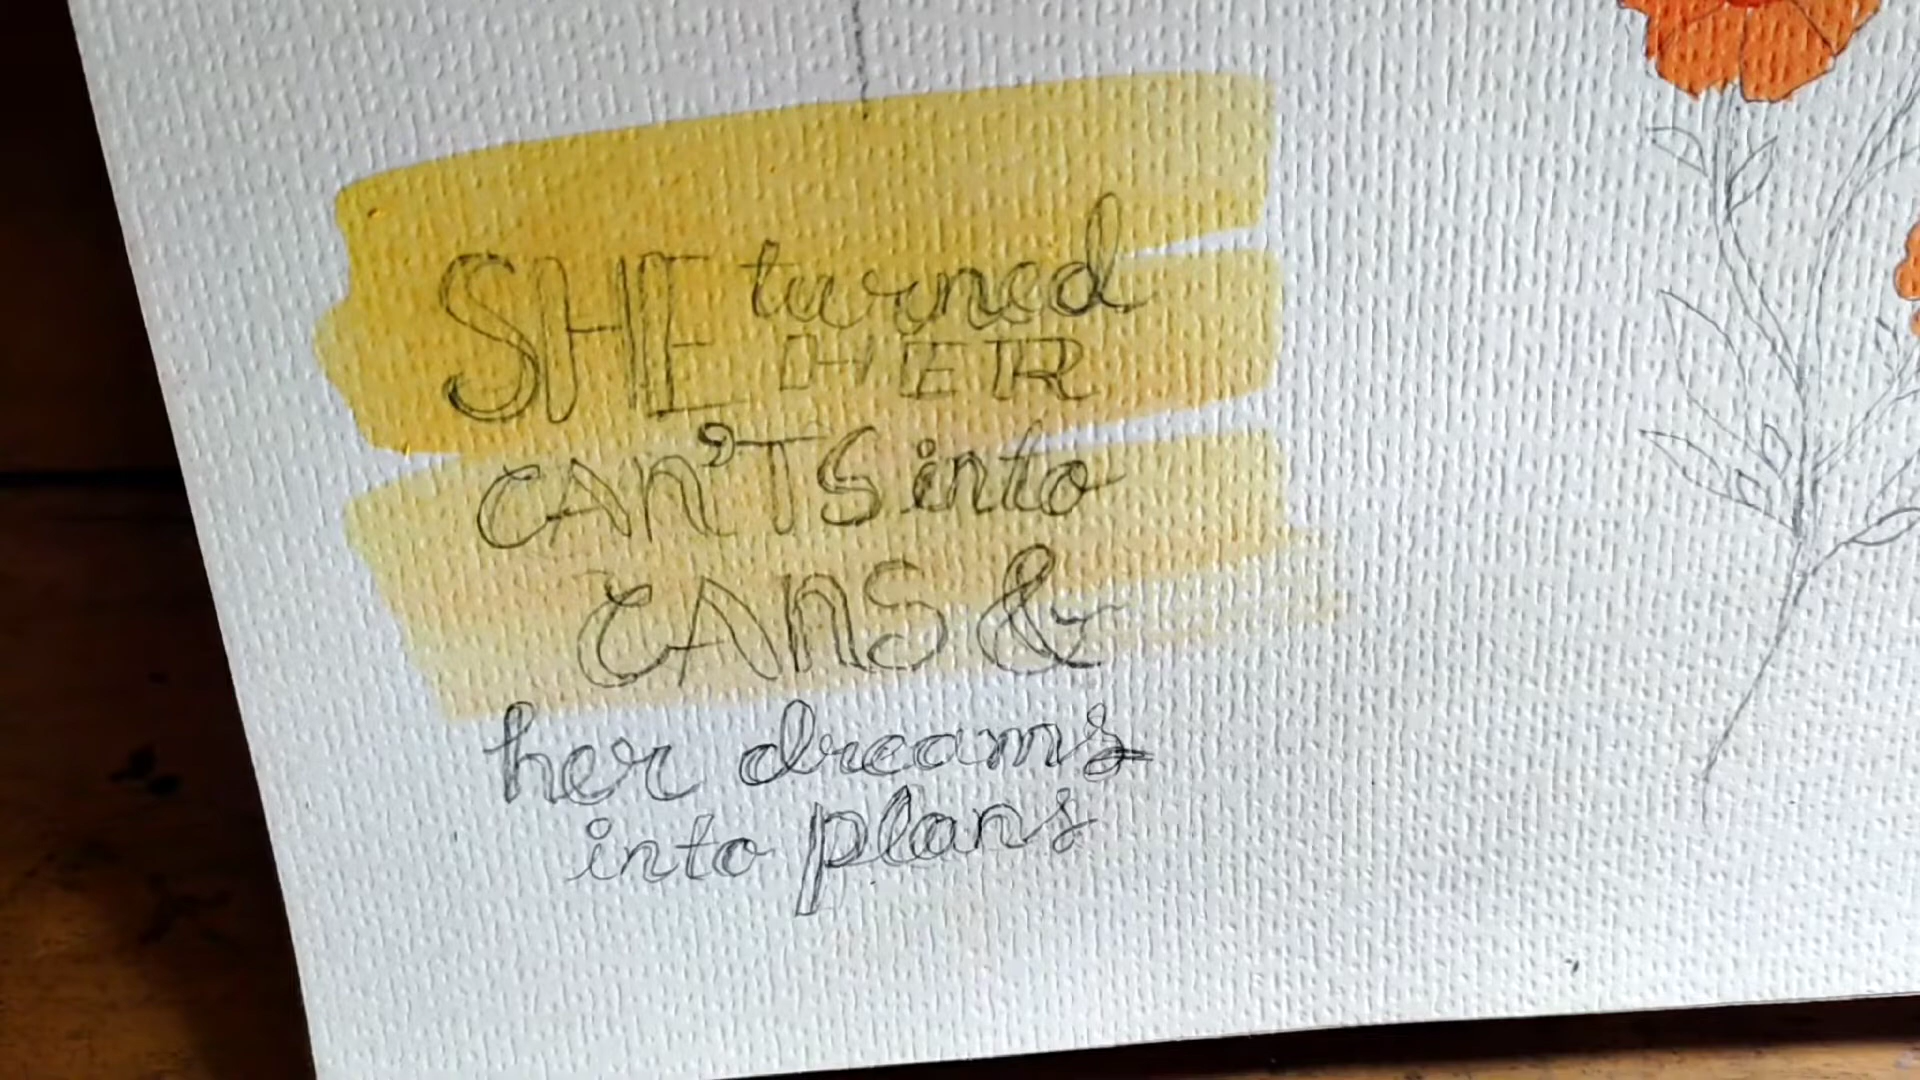 SHE turned
HER
CAn'TS into
CAnS &
her dreams
into plans